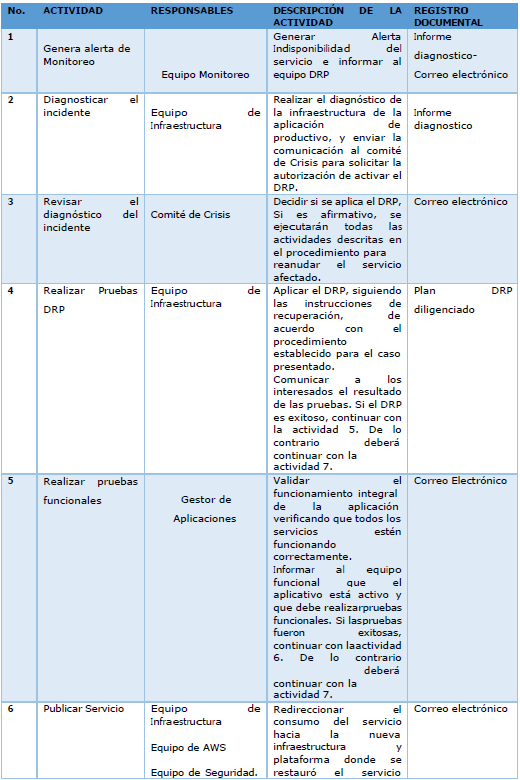 No. ACTIVIDAD RESPONSABLES DESCRIPCIÓN DE LA ACTIVIDAD REGISTRO DOCUMENTAL
1
Genera alerta de
Monitoreo
Equipo Monitoreo
Generar Alerta
Indisponibilidad del
servicio e informar al
equipo DRP
Informe
diagnostico-
Correo electrónico
2
Diagnosticar el
incidente
Equipo de
Infraestructura
Realizar el diagnóstico de
la infraestructura de la
aplicación de
productivo, y enviar la
comunicación al comité
de Crisis para solicitar la
autorización de activar el
DRP.
Informe
diagnostico
3
Revisar el
diagnóstico del
incidente
Comité de Crisis
Decidir si se aplica el DRP,
Si es afirmativo, se
ejecutarán todas las
actividades descritas en
el procedimiento para
reanudar el servicio
afectado.
Correo electrónico
4
Realizar Pruebas
DRP
Equipo de
Infraestructura
Aplicar el DRP, siguiendo
las instrucciones de
recuperación, de
acuerdo con el
procedimiento
establecido para el caso
presentado.
Comunicar a los
interesados el resultado
de las pruebas. Si el DRP
es exitoso, continuar con
la actividad 5. De lo
contrario deberá
continuar con la
actividad 7.
Plan DRP
diligenciado
5
Realizar pruebas
funcionales
Gestor de
Aplicaciones
Validar el
funcionamiento integral
de la aplicación
verificando que todos los
servicios estén
funcionando
correctamente.
Informar al equipo
funcional que el
aplicativo está activo y
que debe realizarpruebas
funcionales. Si laspruebas
fueron exitosas,
continuar con laactividad
6. De lo contrario
deberá
continuar con la
actividad 7.
Correo Electrónico
6
Publicar Servicio
Equipo de
Infraestructura
Equipo de AWS
Equipo de Seguridad.
Redireccionar el
consumo del servicio
hacia la nueva
infraestructura y
plataforma donde se
restauró el servicio
Correo electrónico